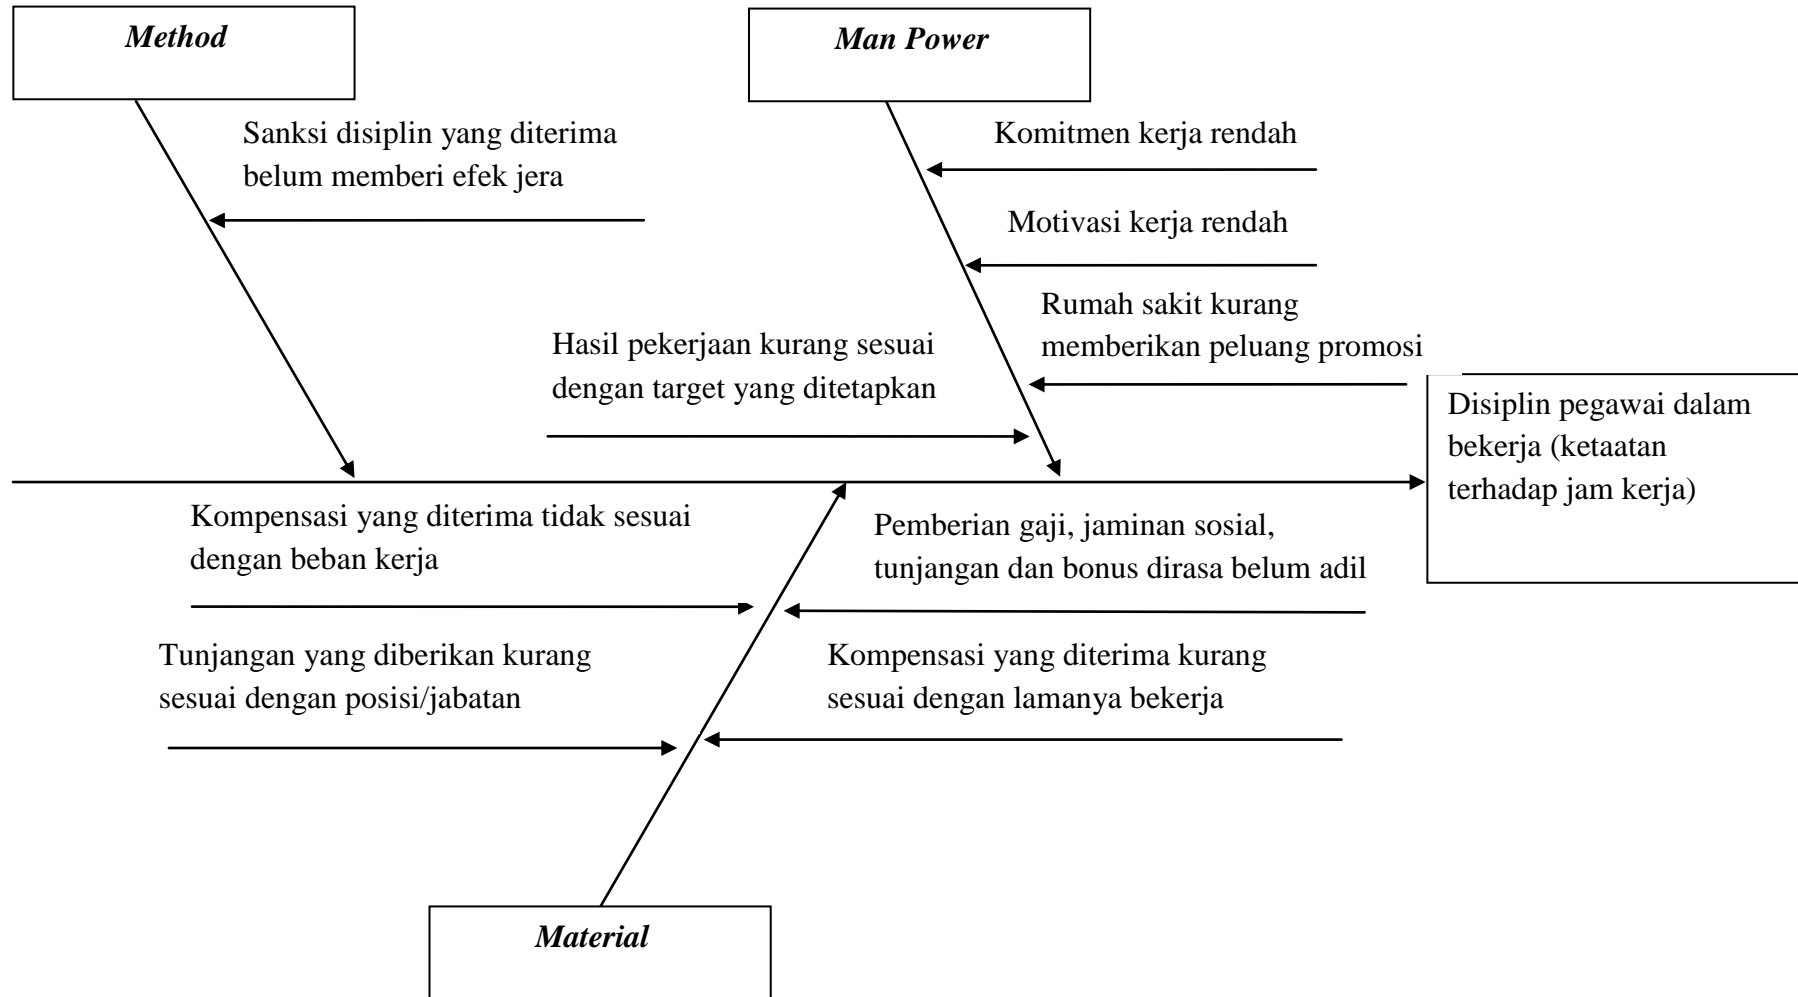 Method
Man Power
Sanksi disiplin yang diterima
belum memberi efek jera
Komitmen kerja rendah
Motivasi kerja rendah
Rumah sakit kurang
memberikan peluang promosi
Hasil pekerjaan kurang sesuai
dengan target yang ditetapkan
Disiplin pegawai dalam
bekerja (ketaatan
terhadap jam kerja)
Kompensasi yang diterima tidak sesuai
dengan beban kerja
Pemberian gaji, jaminan sosial,
tunjangan dan bonus dirasa belum adil
Tunjangan yang diberikan kurang
sesuai dengan posisi/jabatan
Kompensasi yang diterima kurang
sesuai dengan lamanya bekerja
Material